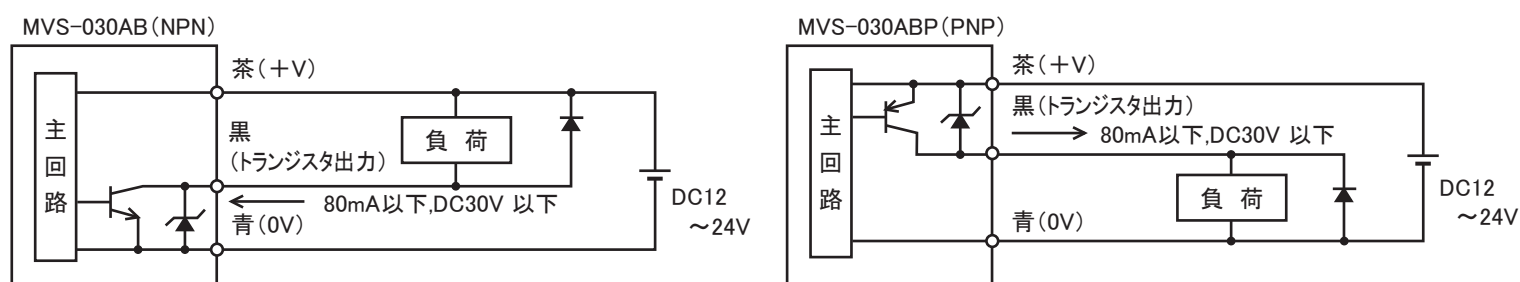 MVS-030AB(NPN)
茶(+V)
主回路
黒
(トランジスタ出力)
負 荷
80mA以下,DC30V 以下
青(0V)
DC12
～24V
MVS-030ABP(PNP)
茶(+V)
主回路
黒(トランジスタ出力)
80mA以下,DC30V 以下
負 荷
青(0V)
DC12
～24V